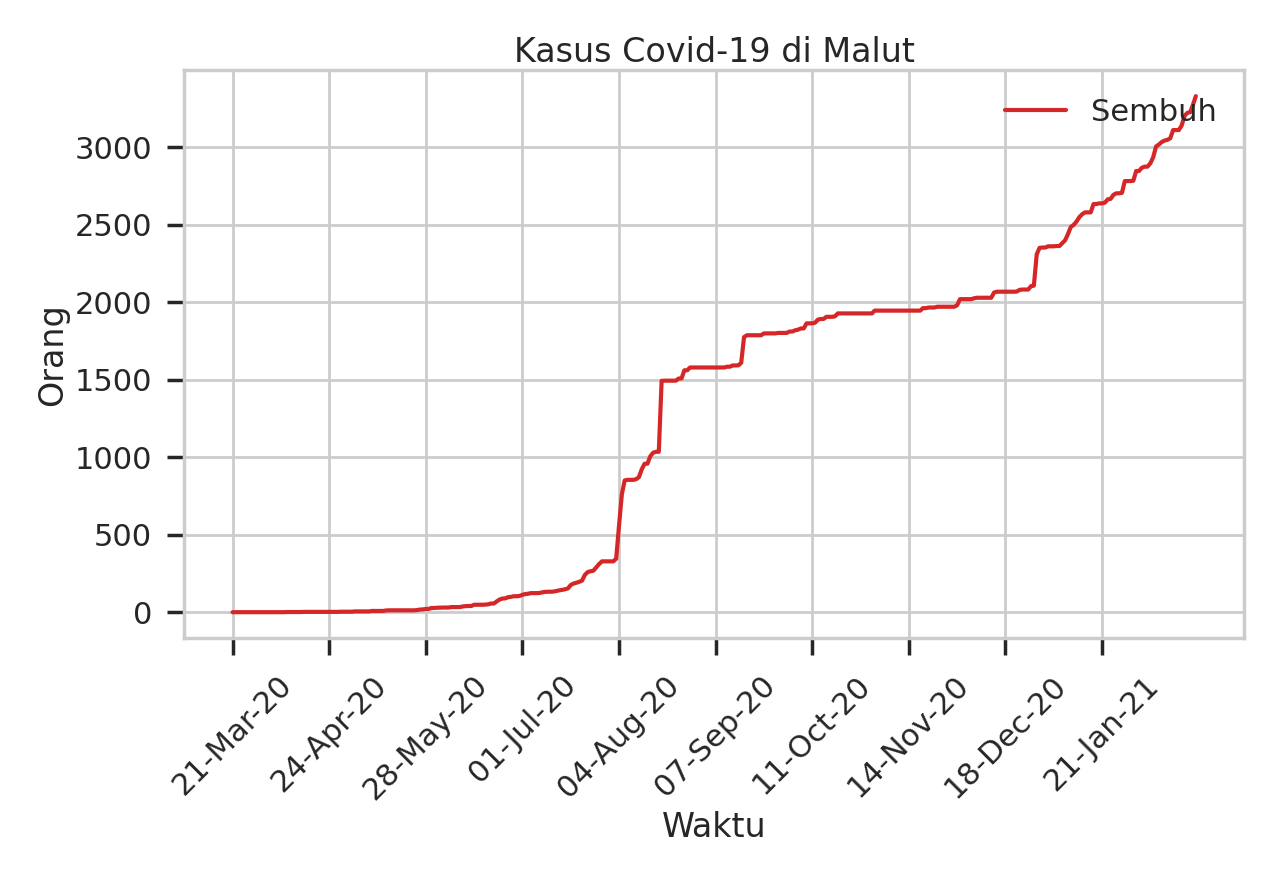 Kasus Covid-19 di Malut
Sembuh
3000
2500
2000
1500
1000
500
0
Orang
21-Mar-20
24-Apr-20
28-May-20
01-Jul-20
04-Aug-20
07-Sep-20
11-Oct-20
14-Nov-20
18-Dec-20
21-Jan-21
Waktu